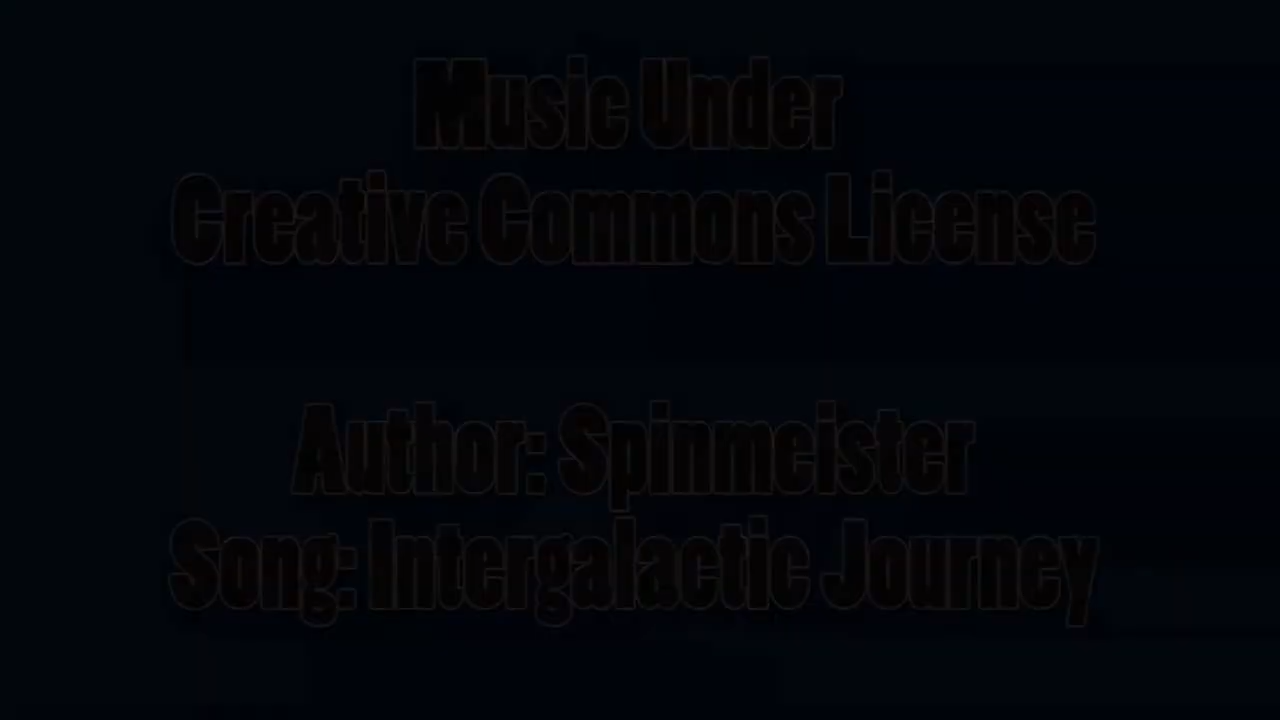 Music Under
Creative Commons License
Author: Spinmeister
Song: Intergalactic Journey